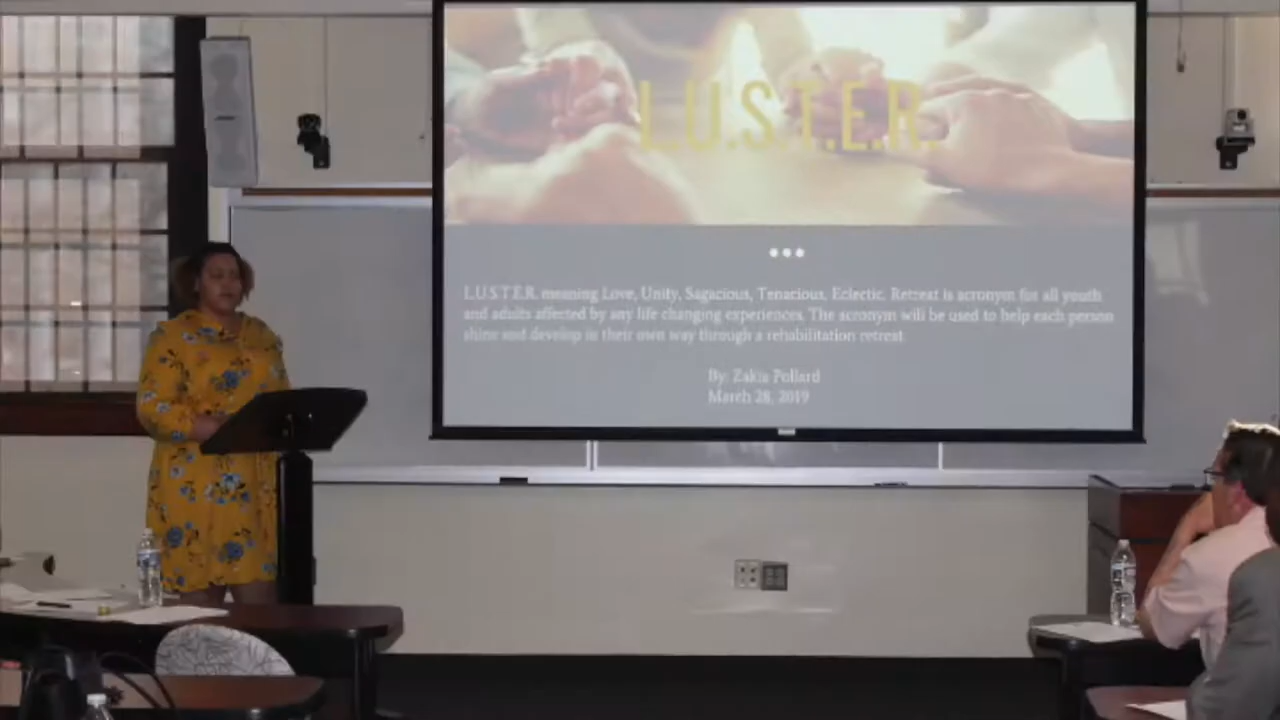 L.U.S.T.E.R.
L.U.S.T.E.R. meaning Love, Unity, Sagacious, Tenacious, Eclectic. Retreat is acronym for all youth
and adults affected by any life changing experiences. The acronym will be used to help each person
shine and develop in their own way through a rehabilitation retreat.
By: Zakia Pollard
March 28, 2019